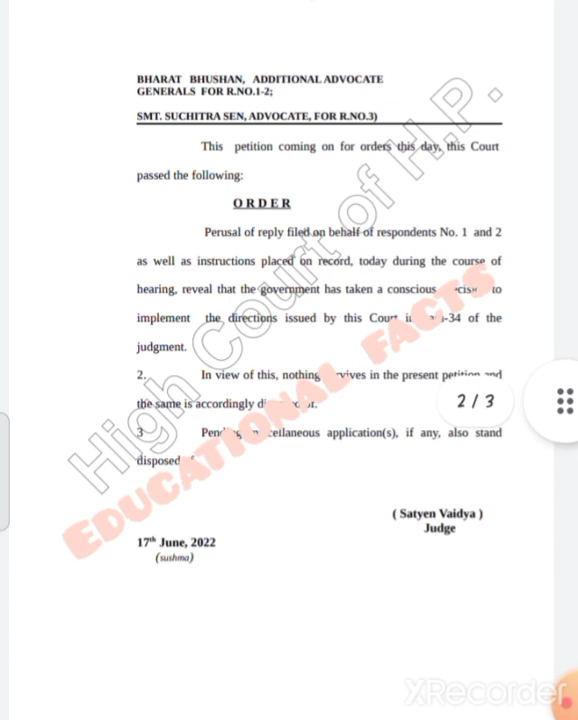 BHARAT BHUSHAN, ADDITIONAL ADVOCATE
GENERALS FOR R.NO.1-2;
SMT. SUCHITRA SEN, ADVOCATE, FOR R.NO.3)
This petition coming on for orders this day, this Court
passed the following:
O R D E R
Perusal of reply filed on behalf of respondents No. 1 and 2
as well as instructions placed on record, today during the course of
hearing, reveal that the government has taken a conscious to
implement the directions issued by this Court -34 of the
judgment.
2. In view of this, nothing in the present petition and
the same is accordingly
2 / 3
3 application(s), if any, also stand
disposed
High Court of H.P.
EDUCATIONAL FACTS
( Satyen Vaidya )
Judge
17th June, 2022
(sushma)
XRecorder